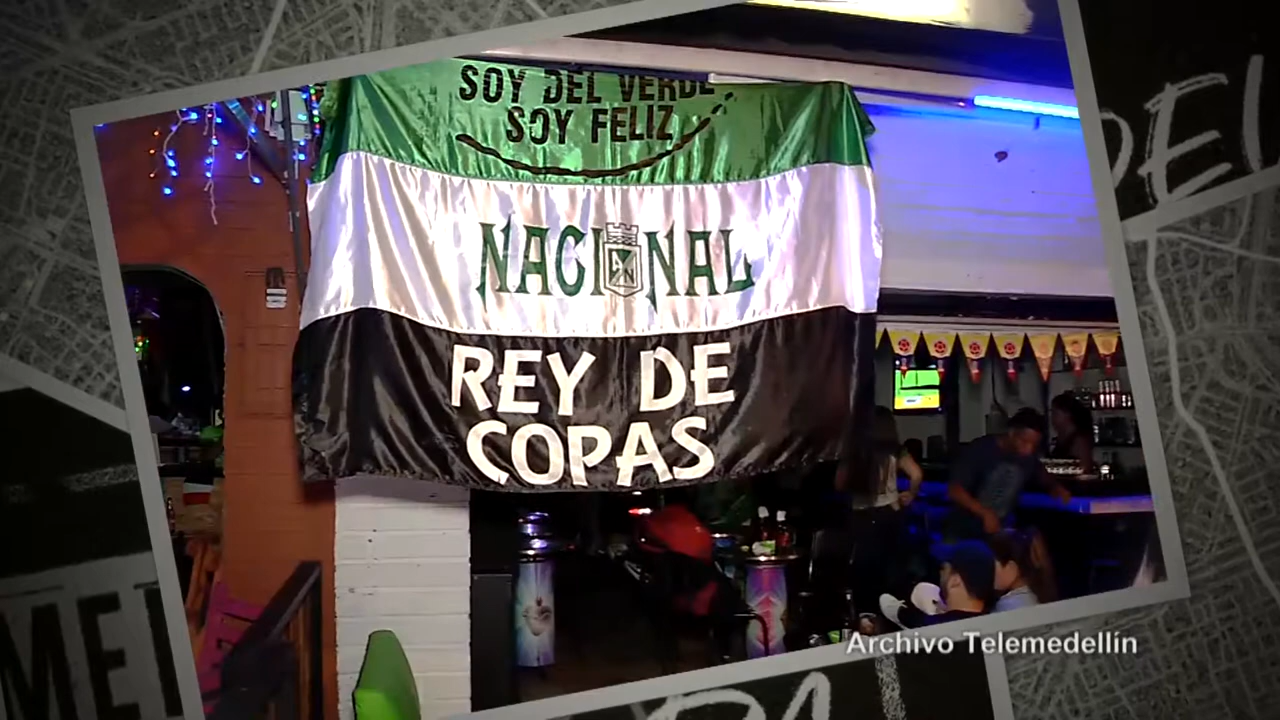 SOY DEL VERDE
SOY FELIZ
NACIONAL
REY DE
COPAS
Archivo Telemedellín